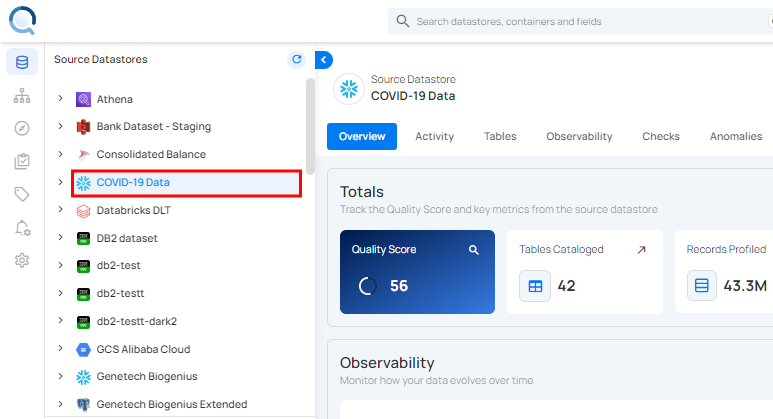 Search datastores, containers and fields
Source Datastores
Athena
Bank Dataset - Staging
Consolidated Balance
COVID-19 Data
Databricks DLT
DB2 dataset
db2-test
db2-testt
db2-testt-dark2
GCS Alibaba Cloud
Genetech Biogenius
Genetech Biogenius Extended
Source Datastore
COVID-19 Data
Overview Activity Tables Observability Checks Anomalies
Totals
Track the Quality Score and key metrics from the source datastore
Quality Score Tables Cataloged Records Profiled
56 42 43.3M
Observability
Monitor how your data evolves over time